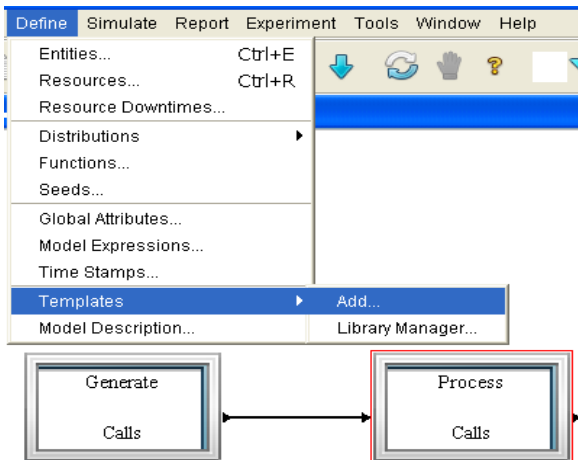 Define Simulate Report Experiment Tools Window Help
Entities... Ctrl+E
Resources... Ctrl+R
Resource Downtimes...
Distributions
Functions...
Seeds...
Global Attributes...
Model Expressions...
Time Stamps...
Templates Add...
Model Description... Library Manager...
Generate Process
Calls Calls